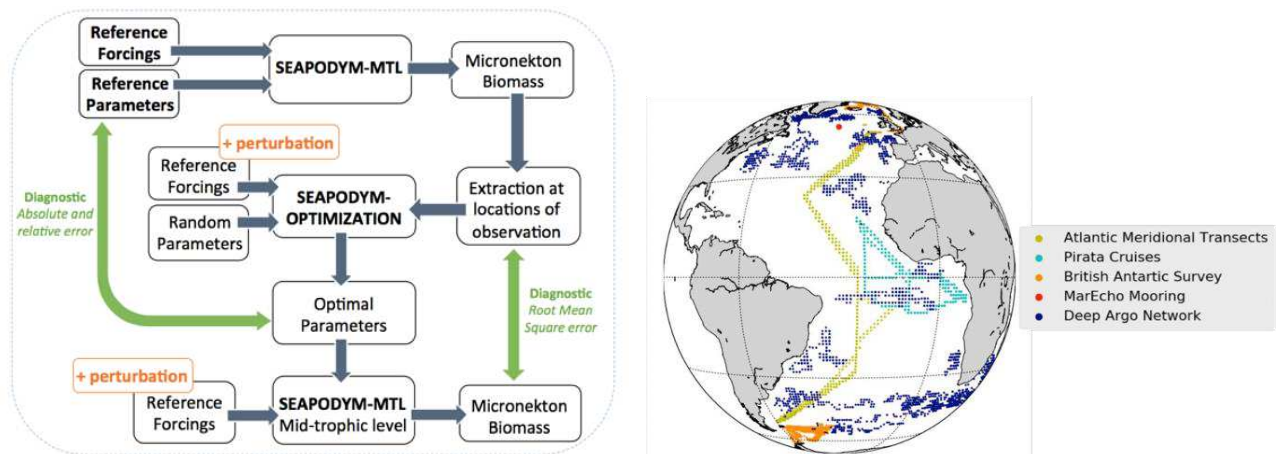 Reference
Forcings
Reference
Parameters
SEAPODYM-MTL
Micronekton
Biomass
+ perturbation
Reference
Forcings
Random
Parameters
SEAPODYM-
OPTIMIZATION
Extraction at
locations of
observation
Diagnostic
Absolute and
relative error
Optimal
Parameters
Diagnostic
Root Mean
Square error
+ perturbation
Reference
Forcings
SEAPODYM-MTL
Mid-trophic level
Micronekton
Biomass
Atlantic Meridional Transects
Pirata Cruises
British Antartic Survey
MarEcho Mooring
Deep Argo Network